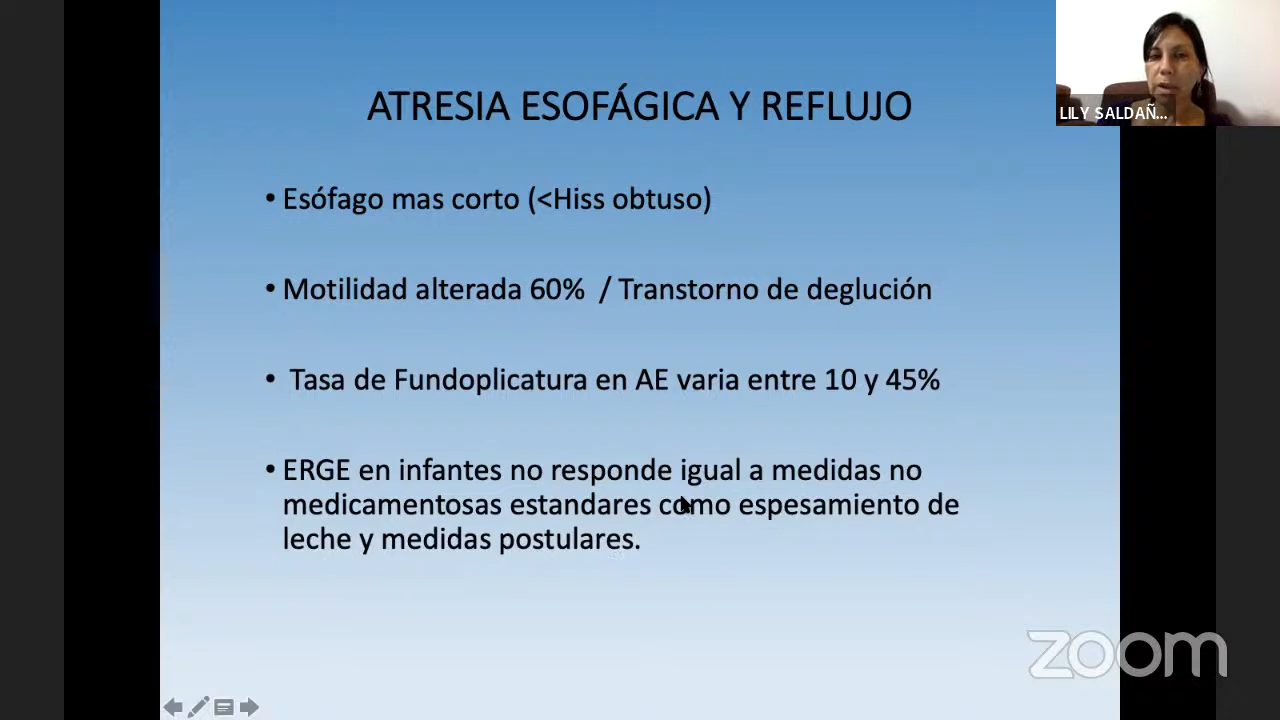 ATRESIA ESOFÁGICA Y REFLUJO
LILY SALDAÑ...
• Esófago mas corto (<Hiss obtuso)
• Motilidad alterada 60% / Transtorno de deglución
• Tasa de Fundoplicatura en AE varia entre 10 y 45%
• ERGE en infantes no responde igual a medidas no
medicamentosas estandares como espesamiento de
leche y medidas postulares.
zoom